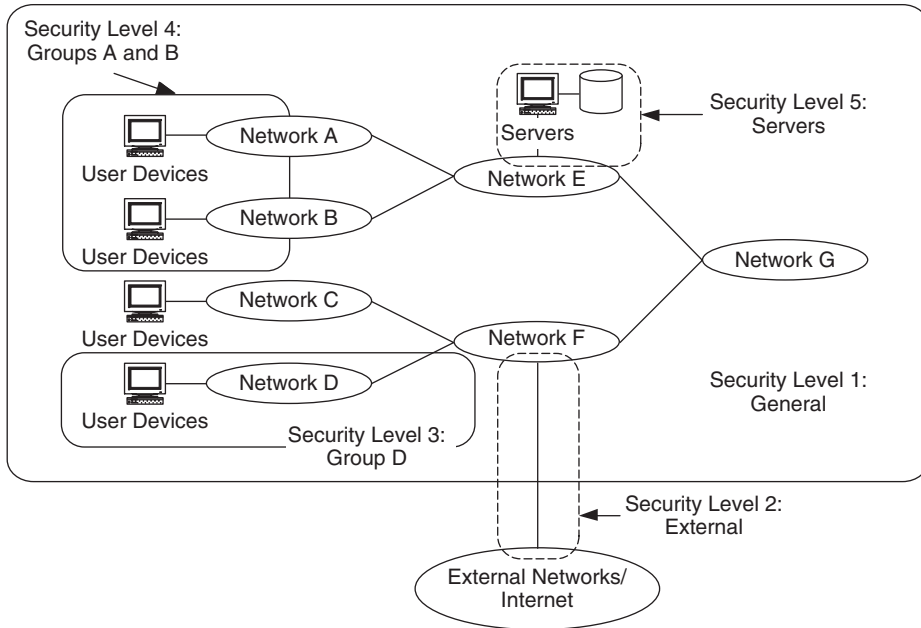 Security Level 4:
Groups A and B
User Devices
Network A
Servers
Security Level 5:
Servers
Network E
User Devices
Network B
Network G
User Devices
Network C
Network F
User Devices
Network D
Security Level 3:
Group D
Security Level 1:
General
Security Level 2:
External
External Networks/
Internet